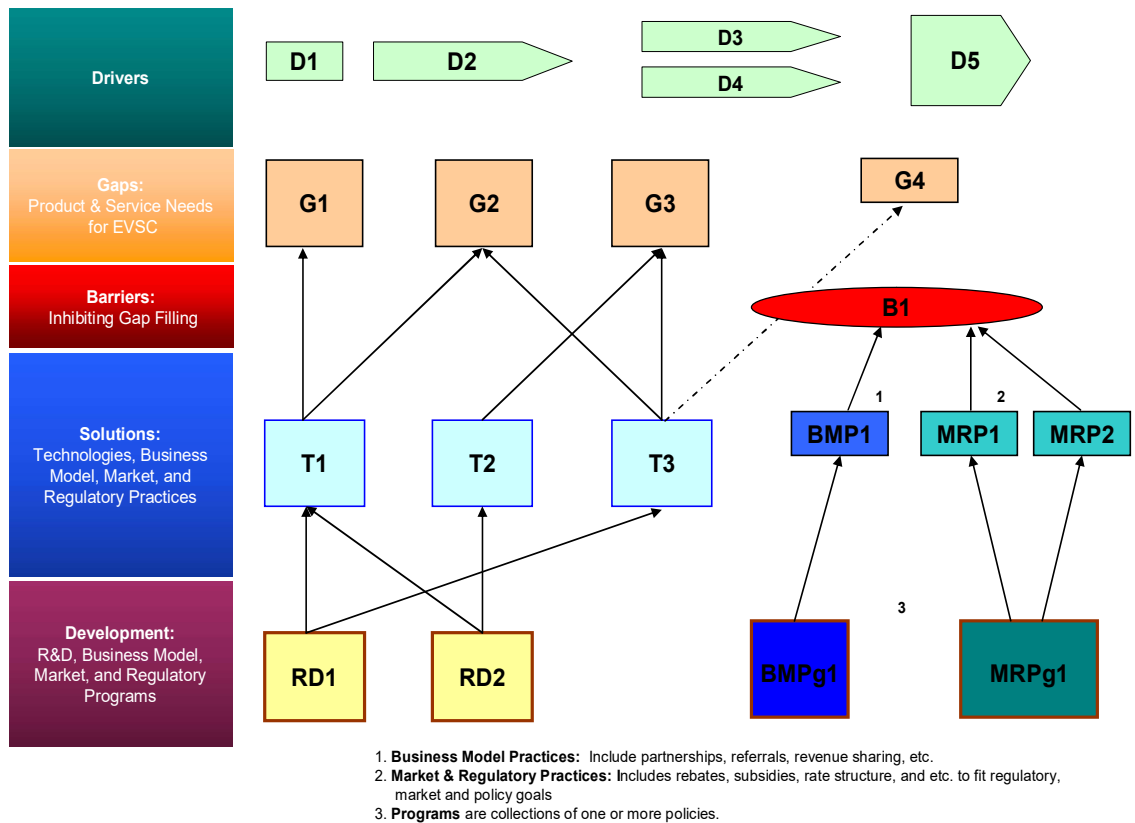 Drivers
D1
D2
D3
D4
D5
Gaps:
Product & Service Needs
for EVSC
G1
G2
G3
G4
Barriers:
Inhibiting Gap Filling
B1
Solutions:
Technologies, Business
Model, Market, and
Regulatory Practices
T1
T2
T3
1
BMP1
2
MRP1
MRP2
Development:
R&D, Business Model,
Market, and Regulatory
Programs
RD1
RD2
3
BMPg1
MRPg1
1. Business Model Practices: Include partnerships, referrals, revenue sharing, etc.
2. Market & Regulatory Practices: Includes rebates, subsidies, rate structure, and etc. to fit regulatory,
market and policy goals
3. Programs are collections of one or more policies.